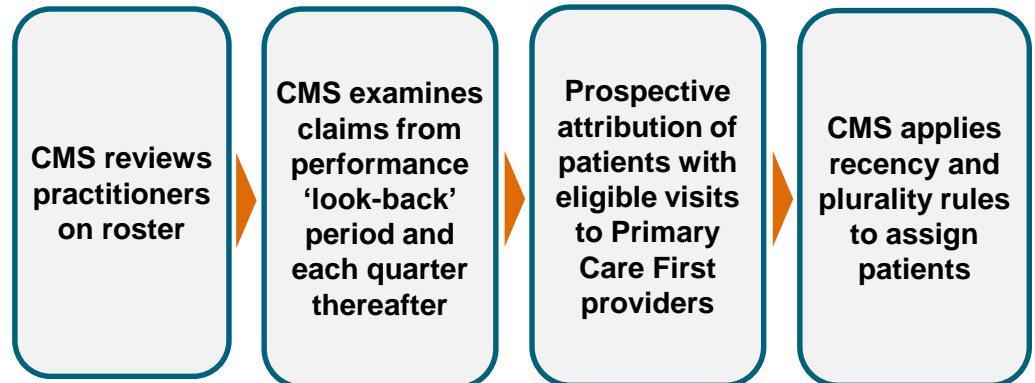 CMS reviews
practitioners
on roster
CMS examines
claims from
performance
‘look-back’
period and
each quarter
thereafter
Prospective
attribution of
patients with
eligible visits
to Primary
Care First
providers
CMS applies
recency and
plurality rules
to assign
patients